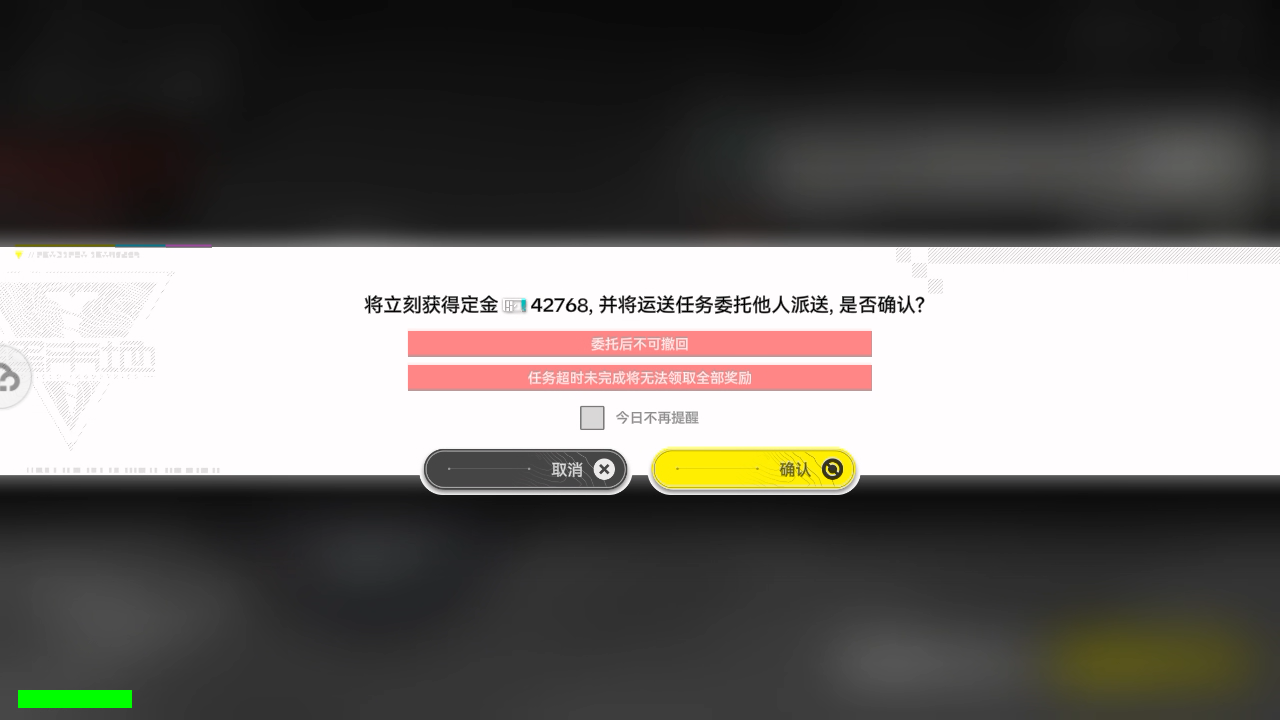 将立刻获得定金 42768, 并将运送任务委托他人派送, 是否确认?
委托后不可撤回
任务超时未完成将无法领取全部奖励
今日不再提醒
取消
确认